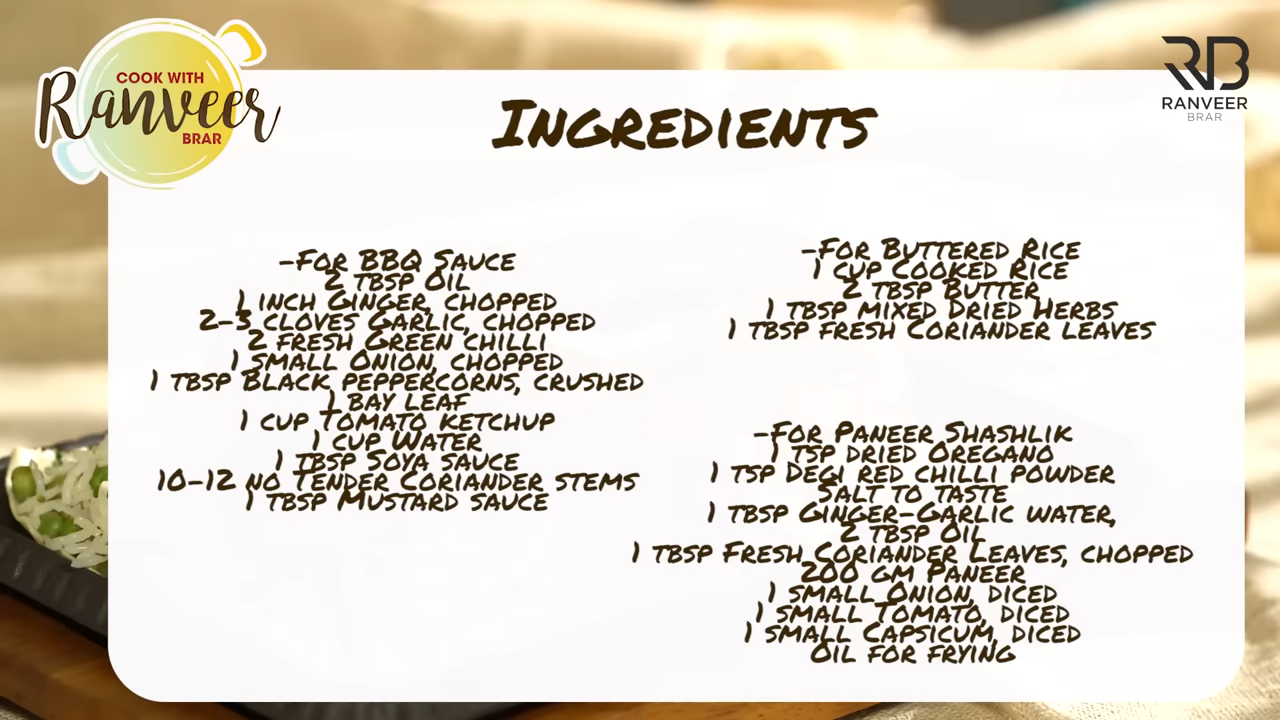 COOK WITH
Ranveer
BRAR
RB
RANVEER
BRAR
INGREDIENTS
-FOR BBQ SAUCE
2 TBSP OIL
1 INCH GINGER, CHOPPED
2-3 CLOVES GARLIC, CHOPPED
2 FRESH GREEN CHILLI
1 SMALL ONION, CHOPPED
1 TBSP BLACK PEPPERCORNS, CRUSHED
1 BAY LEAF
1 CUP TOMATO KETCHUP
1 CUP WATER
1 TBSP SOYA SAUCE
10-12 NO TENDER CORIANDER STEMS
1 TBSP MUSTARD SAUCE
-FOR BUTTERED RICE
1 CUP COOKED RICE
2 TBSP BUTTER
1 TBSP MIXED DRIED HERBS
1 TBSP FRESH CORIANDER LEAVES
-FOR PANEER SHASHLIK
1 TSP DRIED OREGANO
1 TSP DEGI RED CHILLI POWDER
SALT TO TASTE
1 TBSP GINGER-GARLIC WATER,
2 TBSP OIL
1 TBSP FRESH CORIANDER LEAVES, CHOPPED
200 GM PANEER
1 SMALL ONION, DICED
1 SMALL TOMATO, DICED
1 SMALL CAPSICUM, DICED
OIL FOR FRYING